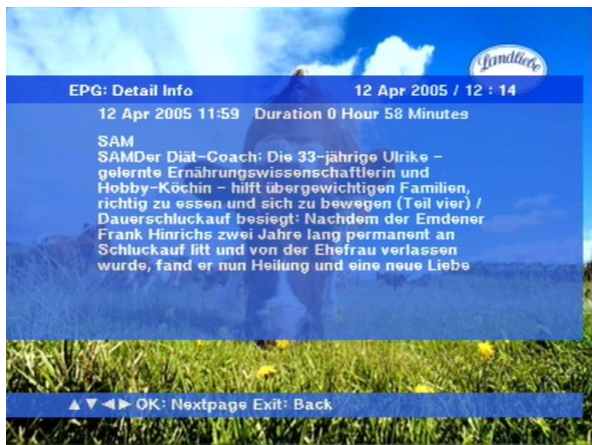 Landliebe
EPG: Detail Info 12 Apr 2005 / 12 : 14
12 Apr 2005 11:59 Duration 0 Hour 58 Minutes
SAM
SAMDer Diät-Coach: Die 33-jährige Ulrike -
gelernte Ernährungswissenschaftlerin und
Hobby-Köchin - hilft übergewichtigen Familien,
richtig zu essen und sich zu bewegen (Teil vier) /
Dauerschluckauf besiegt: Nachdem der Emdener
Frank Hinrichs zwei Jahre lang permanent an
Schluckauf litt und von der Ehefrau verlassen
wurde, fand er nun Heilung und eine neue Liebe
▲▼◄► OK: Nextpage Exit: Back